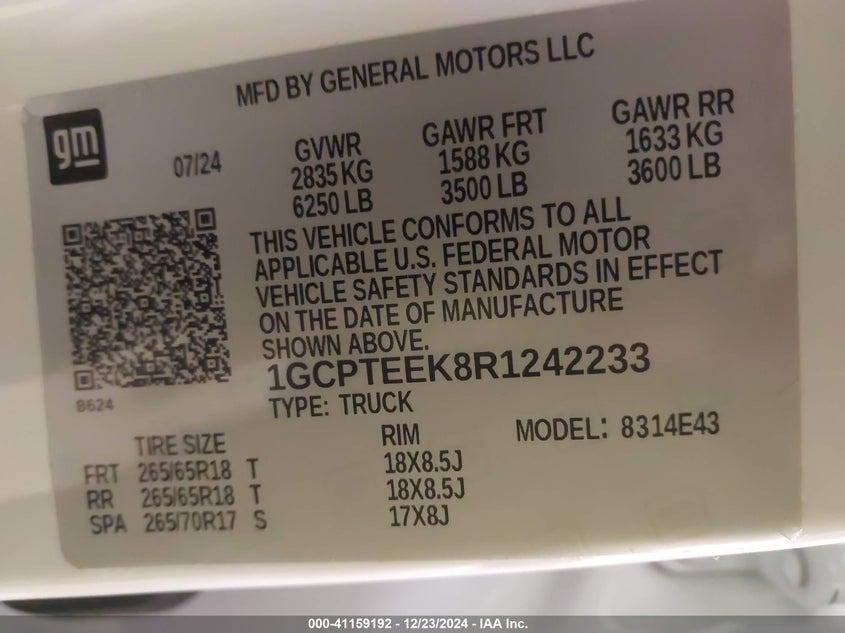 MFD BY GENERAL MOTORS LLC
gm
07/24
GVWR
2835 KG
6250 LB
GAWR FRT
1588 KG
3500 LB
GAWR RR
1633 KG
3600 LB
THIS VEHICLE CONFORMS TO ALL
APPLICABLE U.S. FEDERAL MOTOR
VEHICLE SAFETY STANDARDS IN EFFECT
ON THE DATE OF MANUFACTURE
SHOWN ABOVE.
1GCPTEEK8R1242233
8624
TYPE: TRUCK
MODEL: 8314E43
TIRE SIZE RIM
FRT 265/65R18 T 18X8.5J
RR 265/65R18 T 18X8.5J
SPA 265/70R17 S 17X8J
000-41159192 - 12/23/2024 - IAA Inc.